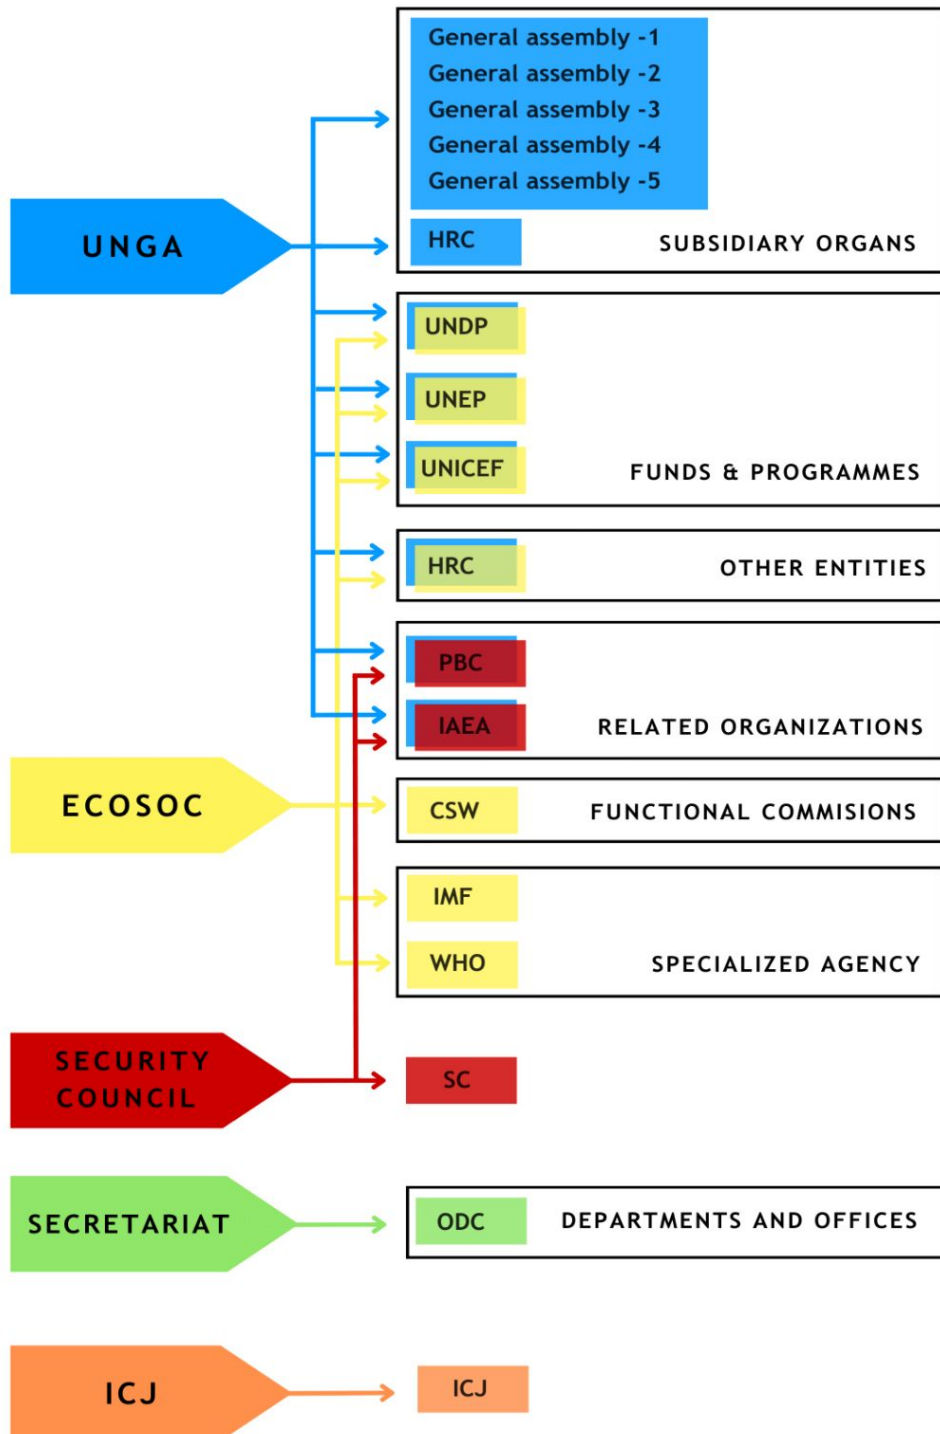 General assembly -1
General assembly -2
General assembly -3
General assembly -4
General assembly -5
UNGA
HRC
SUBSIDIARY ORGANS
UNDP
UNEP
UNICEF
FUNDS & PROGRAMMES
HRC
OTHER ENTITIES
PBC
IAEA
RELATED ORGANIZATIONS
ECOSOC
CSW
FUNCTIONAL COMMISIONS
IMF
WHO
SPECIALIZED AGENCY
SECURITY
COUNCIL
SC
SECRETARIAT
ODC
DEPARTMENTS AND OFFICES
ICJ
ICJ